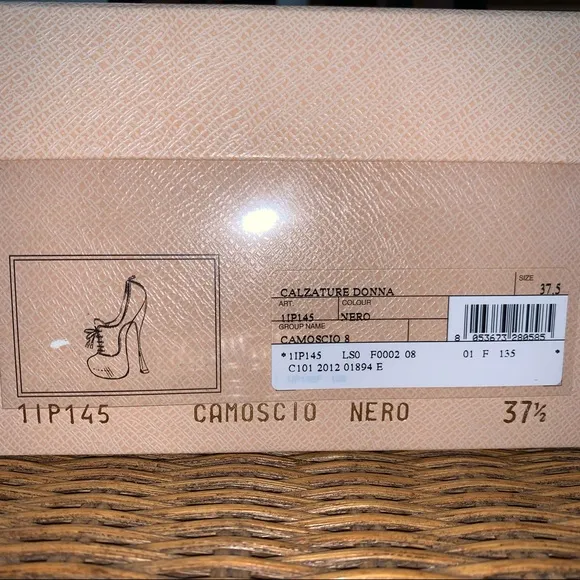 SIZE
CALZATURE DONNA 37,5
ART. COLOUR
1IP145 NERO
GROUP NAME
CAMOSCIO 8
8 053673 280585
*1IP145 LS0 F0002 08 01 F 135 *
C101 2012 01894 E
1IP145 CAMOSCIO NERO 37½